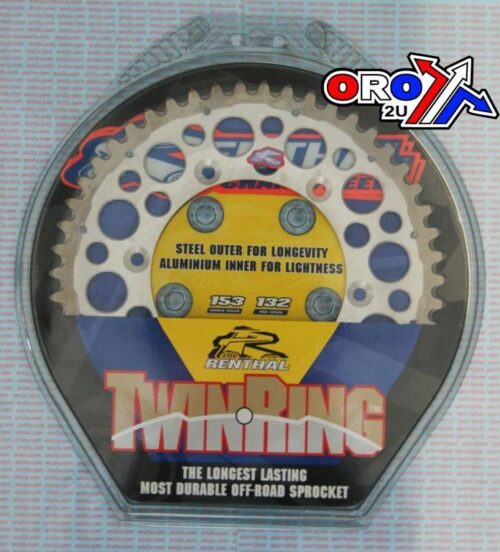 ORO
2U
STEEL OUTER FOR LONGEVITY
ALUMINIUM INNER FOR LIGHTNESS
153 132
RENTHAL
TWINRING
THE LONGEST LASTING
MOST DURABLE OFF-ROAD SPROCKET